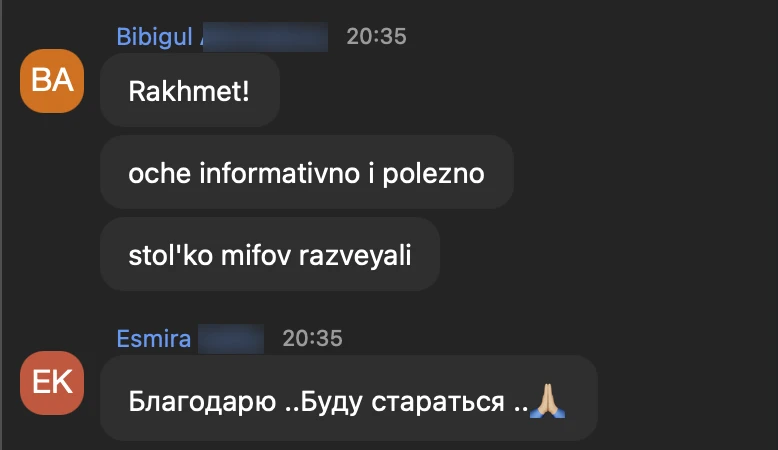 Bibigul 20:35
BA
Rakhmet!
oche informativno i polezno
stol'ko mifov razveyali
Esmira 20:35
EK
Благодарю ..Буду стараться ..🙏🏼